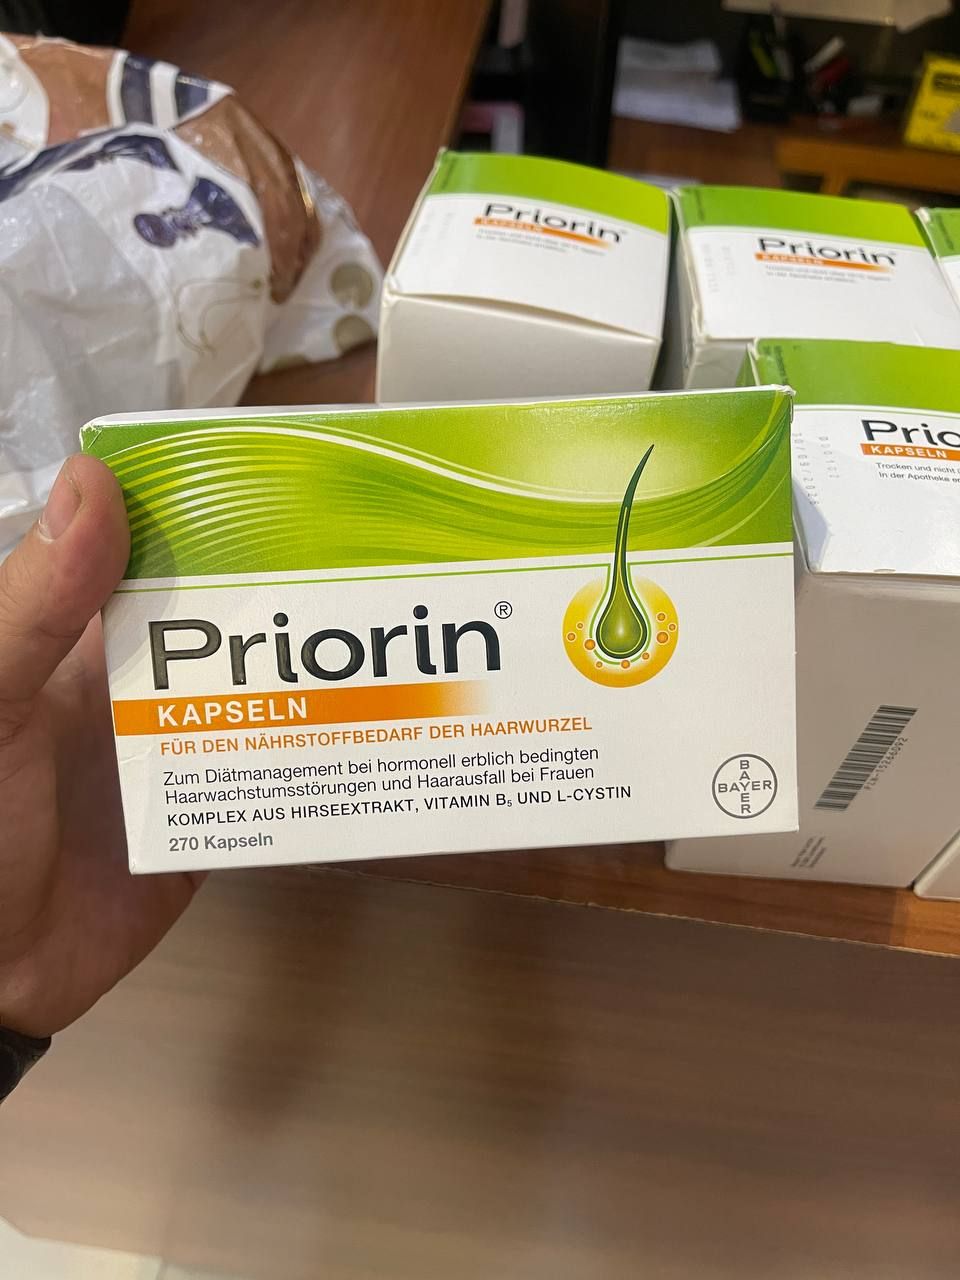 Priorin
KAPSELN
Priorin
KAPSELN
Prio
KAPSELN
Trocken und nicht
In der Apotheke
Priorin®
KAPSELN
FÜR DEN NÄHRSTOFFBEDARF DER HAARWURZEL
Zum Diätmanagement bei hormonell erblich bedingten
Haarwachstumsstörungen und Haarausfall bei Frauen
KOMPLEX AUS HIRSEEXTRAKT, VITAMIN B₅ UND L-CYSTIN
270 Kapseln
BAYER
BAYER